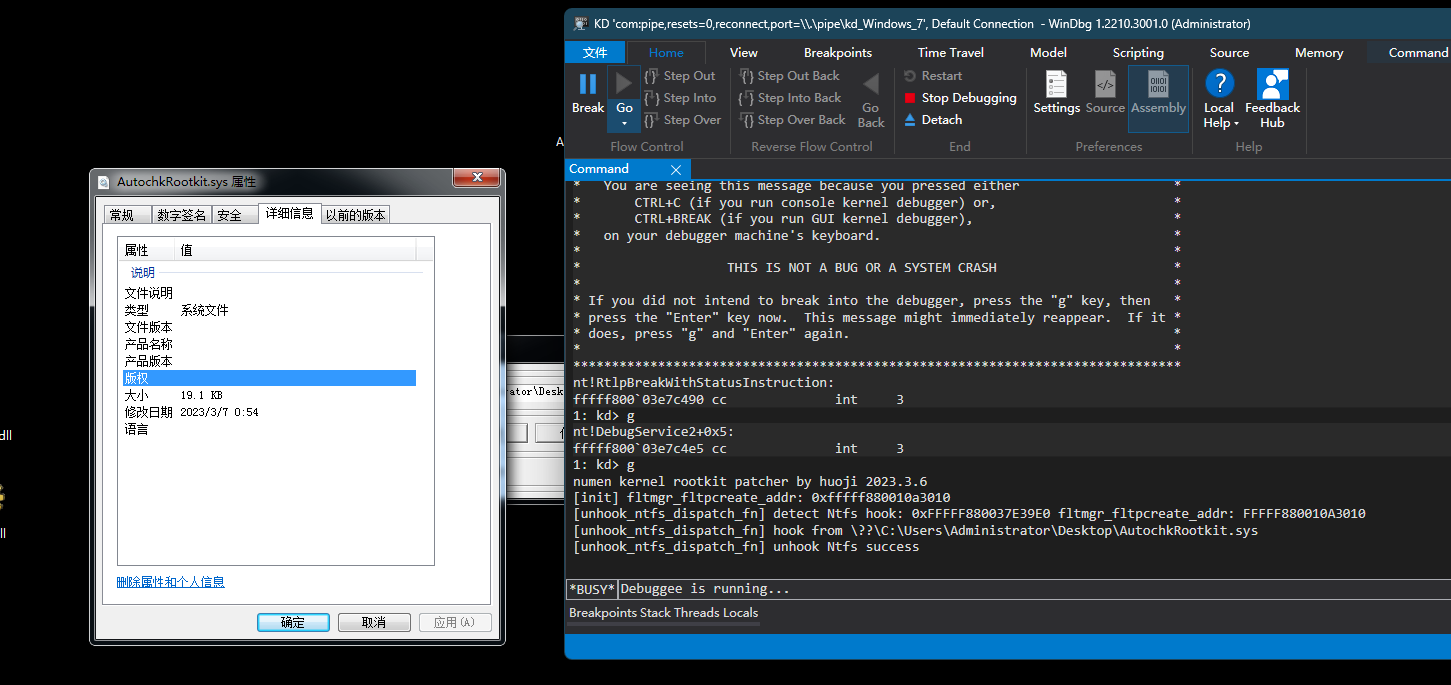 AutochkRootkit.sys 属性
常规
数字签名
安全
详细信息
以前的版本
属性
值
说明
文件说明
类型 系统文件
文件版本
产品名称
产品版本
版权
大小 19.1 KB
修改日期 2023/3/7 0:54
语言
删除属性和个人信息
确定
取消
应用(A)
dll
ll
A
rator\Desk
KD 'com:pipe,resets=0,reconnect,port=\\.\pipe\kd_Windows_7', Default Connection - WinDbg 1.2210.3001.0 (Administrator)
文件
Home
View
Breakpoints
Time Travel
Model
Scripting
Source
Memory
Command
Break
Go
Step Out
Step Into
Step Over
Flow Control
Step Out Back
Step Into Back
Step Over Back
Go
Back
Reverse Flow Control
Restart
Stop Debugging
Detach
End
Settings
Source
Assembly
Preferences
Local
Help
Feedback
Hub
Help
Command
* You are seeing this message because you pressed either *
* CTRL+C (if you run console kernel debugger) or, *
* CTRL+BREAK (if you run GUI kernel debugger), *
* on your debugger machine's keyboard. *
* *
* THIS IS NOT A BUG OR A SYSTEM CRASH *
* *
* If you did not intend to break into the debugger, press the "g" key, then *
* press the "Enter" key now. This message might immediately reappear. If it *
* does, press "g" and "Enter" again. *
* *
*******************************************************************************
nt!RtlpBreakWithStatusInstruction:
fffff800`03e7c490 cc int 3
1: kd> g
nt!DebugService2+0x5:
fffff800`03e7c4e5 cc int 3
1: kd> g
numen kernel rootkit patcher by huoji 2023.3.6
[init] fltmgr_fltpcreate_addr: 0xfffff880010a3010
[unhook_ntfs_dispatch_fn] detect Ntfs hook: 0xFFFFF880037E39E0 fltmgr_fltpcreate_addr: FFFFF880010A3010
[unhook_ntfs_dispatch_fn] hook from \??\C:\Users\Administrator\Desktop\AutochkRootkit.sys
[unhook_ntfs_dispatch_fn] unhook Ntfs success
*BUSY* Debuggee is running...
Breakpoints Stack Threads Locals